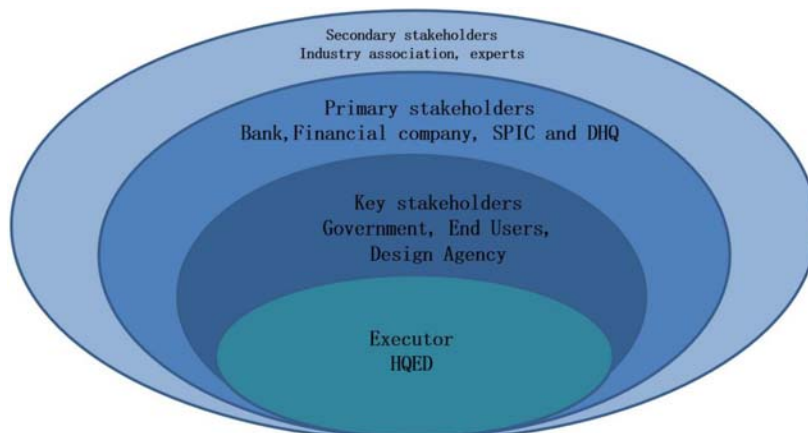 Secondary stakeholders
Industry association, experts
Primary stakeholders
Bank,Financial company, SPIC and DHQ
Key stakeholders
Government, End Users,
Design Agency
Executor
HQED